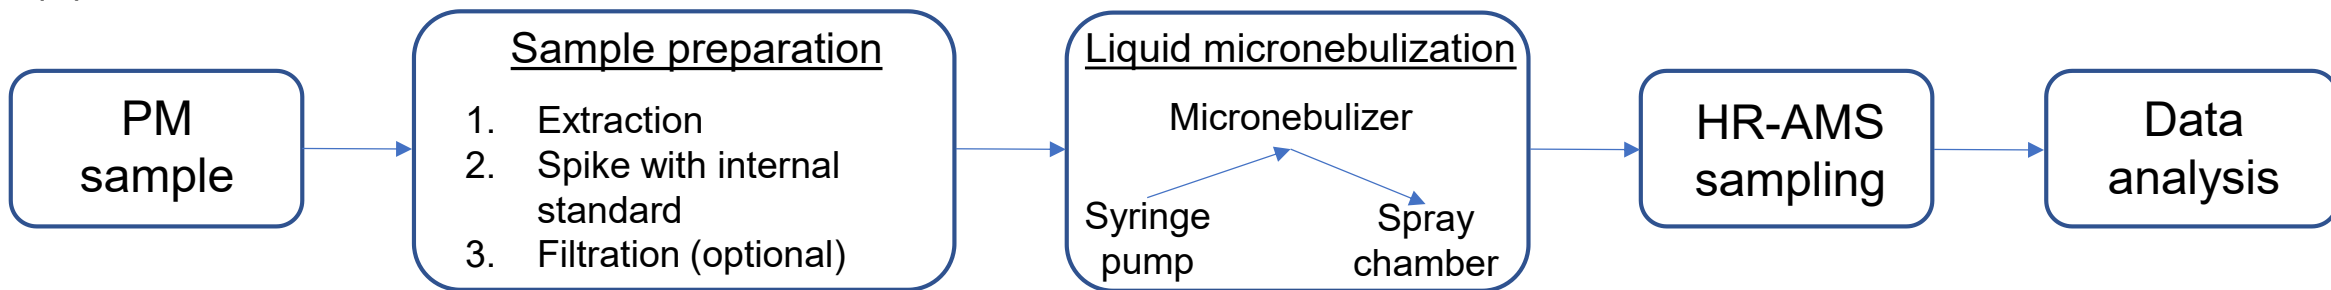 PM
sample
Sample preparation
1. Extraction
2. Spike with internal
standard
3. Filtration (optional)
Liquid micronebulization
Micronebulizer
Syringe
pump
Spray
chamber
HR-AMS
sampling
Data
analysis